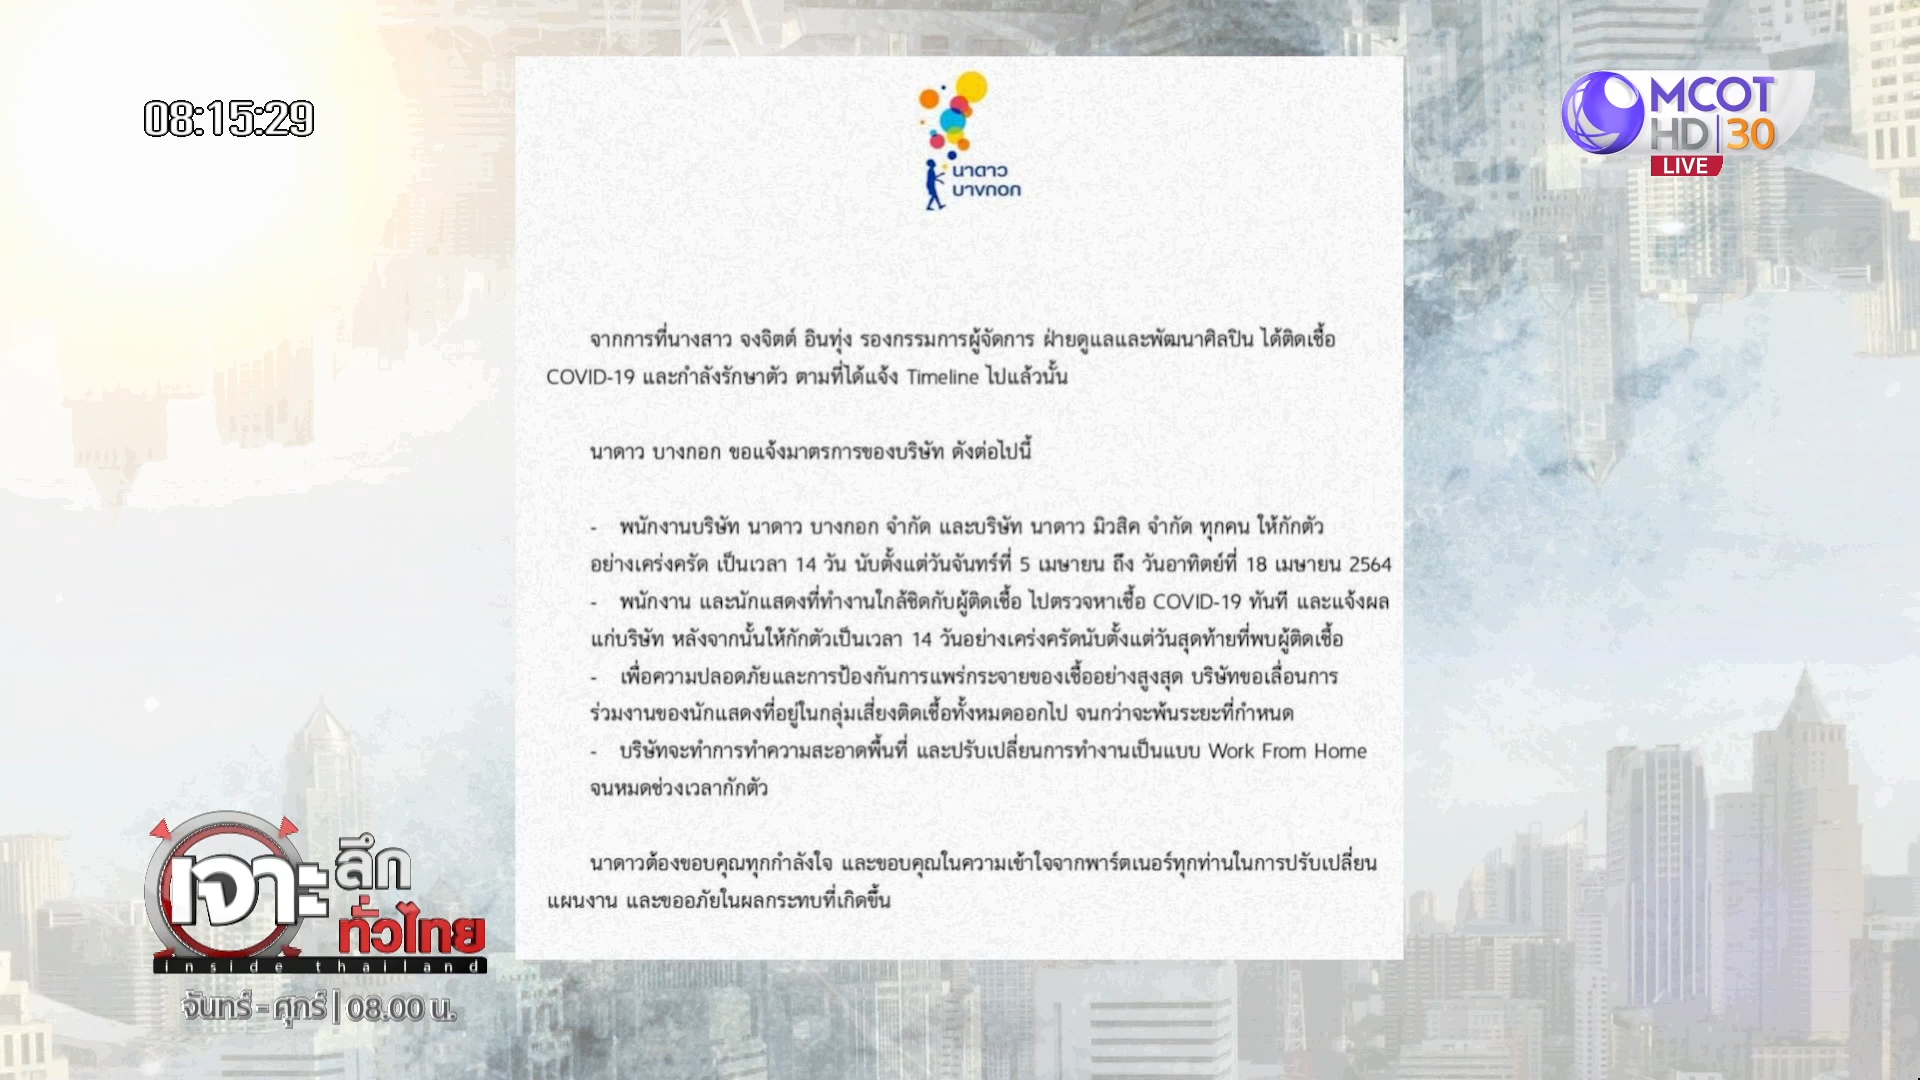 08:15:29
MCOT
HD 30
LIVE
นาดาว
บางกอก
จากการที่นางสาว จงจิตต์ อินทุ่ง รองกรรมการผู้จัดการ ฝ่ายดูแลและพัฒนาศิลปิน ได้ติดเชื้อ
COVID-19 และกำลังรักษาตัว ตามที่ได้แจ้ง Timeline ไปแล้วนั้น
นาดาว บางกอก ขอแจ้งมาตรการของบริษัท ดังต่อไปนี้
- พนักงานบริษัท นาดาว บางกอก จำกัด และบริษัท นาดาว มิวสิค จำกัด ทุกคน ให้กักตัว
อย่างเคร่งครัด เป็นเวลา 14 วัน นับตั้งแต่วันจันทร์ที่ 5 เมษายน ถึง วันอาทิตย์ที่ 18 เมษายน 2564
- พนักงาน และนักแสดงที่ทำงานใกล้ชิดกับผู้ติดเชื้อ ไปตรวจหาเชื้อ COVID-19 ทันที และแจ้งผล
แก่บริษัท หลังจากนั้นให้กักตัวเป็นเวลา 14 วันอย่างเคร่งครัดนับตั้งแต่วันสุดท้ายที่พบผู้ติดเชื้อ
- เพื่อความปลอดภัยและการป้องกันการแพร่กระจายของเชื้ออย่างสูงสุด บริษัทขอเลื่อนการ
ร่วมงานของนักแสดงที่อยู่ในกลุ่มเสี่ยงติดเชื้อทั้งหมดออกไป จนกว่าจะพ้นระยะที่กำหนด
- บริษัทจะทำการทำความสะอาดพื้นที่ และปรับเปลี่ยนการทำงานเป็นแบบ Work From Home
จนหมดช่วงเวลากักตัว
นาดาวต้องขอบคุณทุกกำลังใจ และขอบคุณในความเข้าใจจากพาร์ตเนอร์ทุกท่านในการปรับเปลี่ยน
แผนงาน และขออภัยในผลกระทบที่เกิดขึ้น
เจาะลึก
ทั่วไทย
inside thailand
จันทร์ - ศุกร์ | 08.00 น.